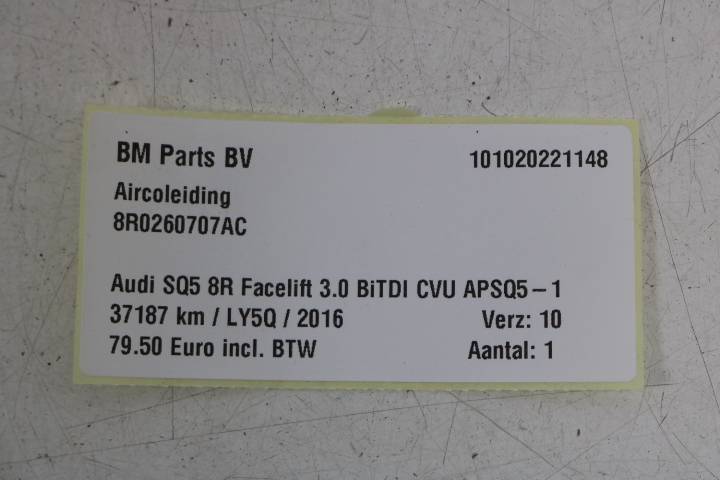 BM Parts BV 101020221148
Aircoleiding
8R0260707AC
Audi SQ5 8R Facelift 3.0 BiTDI CVU APSQ5-1
37187 km / LY5Q / 2016 Verz: 10
79.50 Euro incl. BTW Aantal: 1